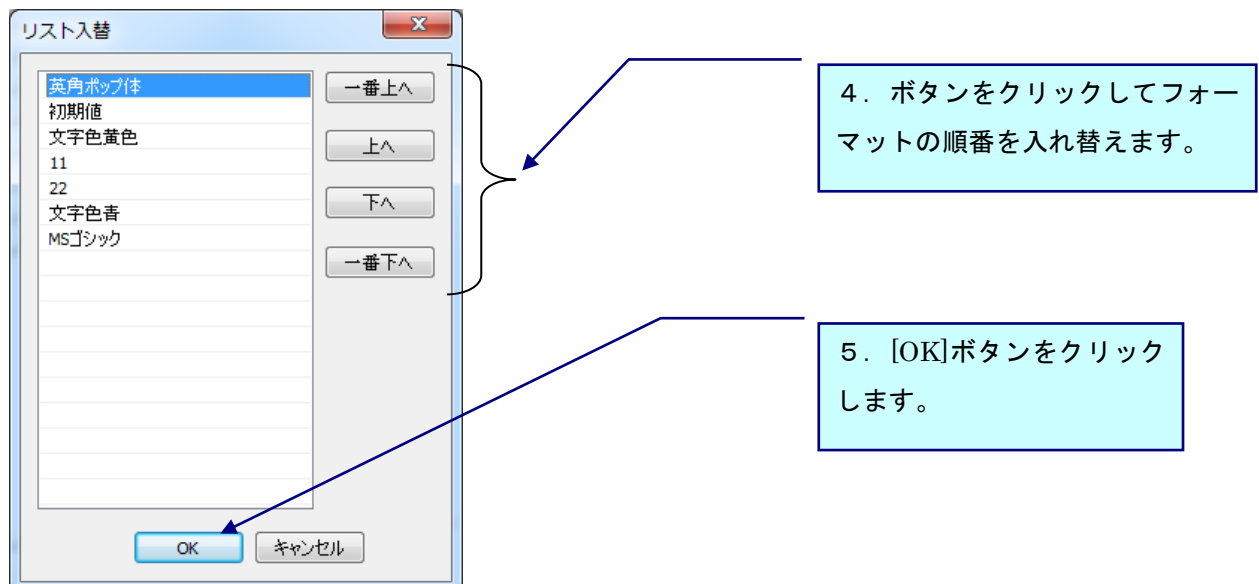 リスト入替
英角ポップ体
初期値
文字色黄色
11
22
文字色青
MSゴシック
一番上へ
上へ
下へ
一番下へ
OK
キャンセル
４．ボタンをクリックしてフォー
マットの順番を入れ替えます。
５．[OK]ボタンをクリック
します。